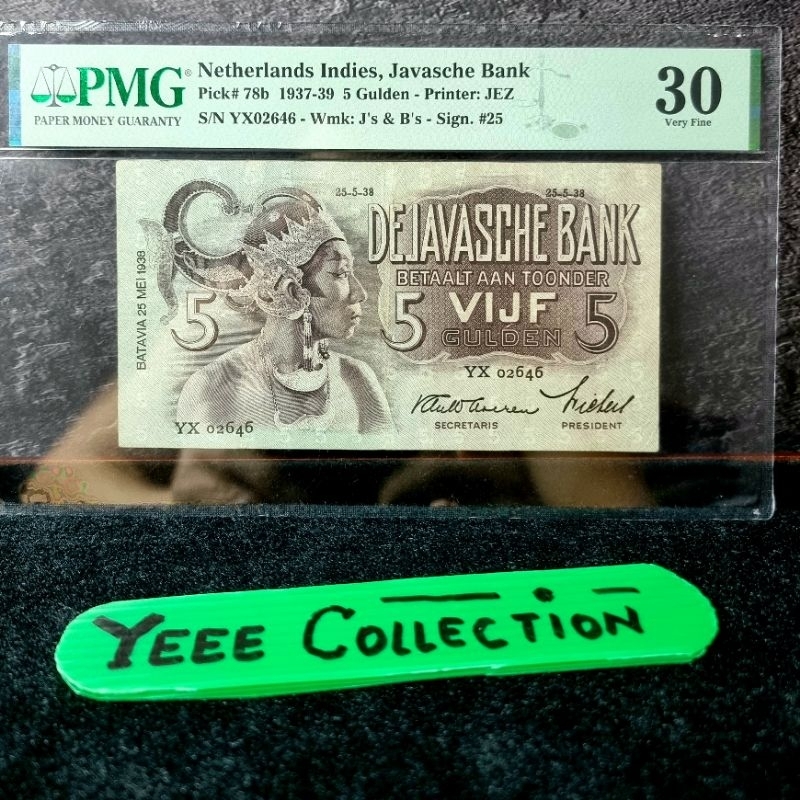 PMG
PAPER MONEY GUARANTY
Netherlands Indies, Javasche Bank
Pick# 78b 1937-39 5 Gulden - Printer: JEZ
S/N YX02646 - Wmk: J's & B's - Sign. #25
30
Very Fine
25-5-38 25-5-38
DE JAVASCHE BANK
BETAALT AAN TOONDER
5 5 VIJF 5
GULDEN
BATAVIA 25 MEI 1938
YX 02646
YX 02646
SECRETARIS PRESIDENT
YEEE COLLECTION